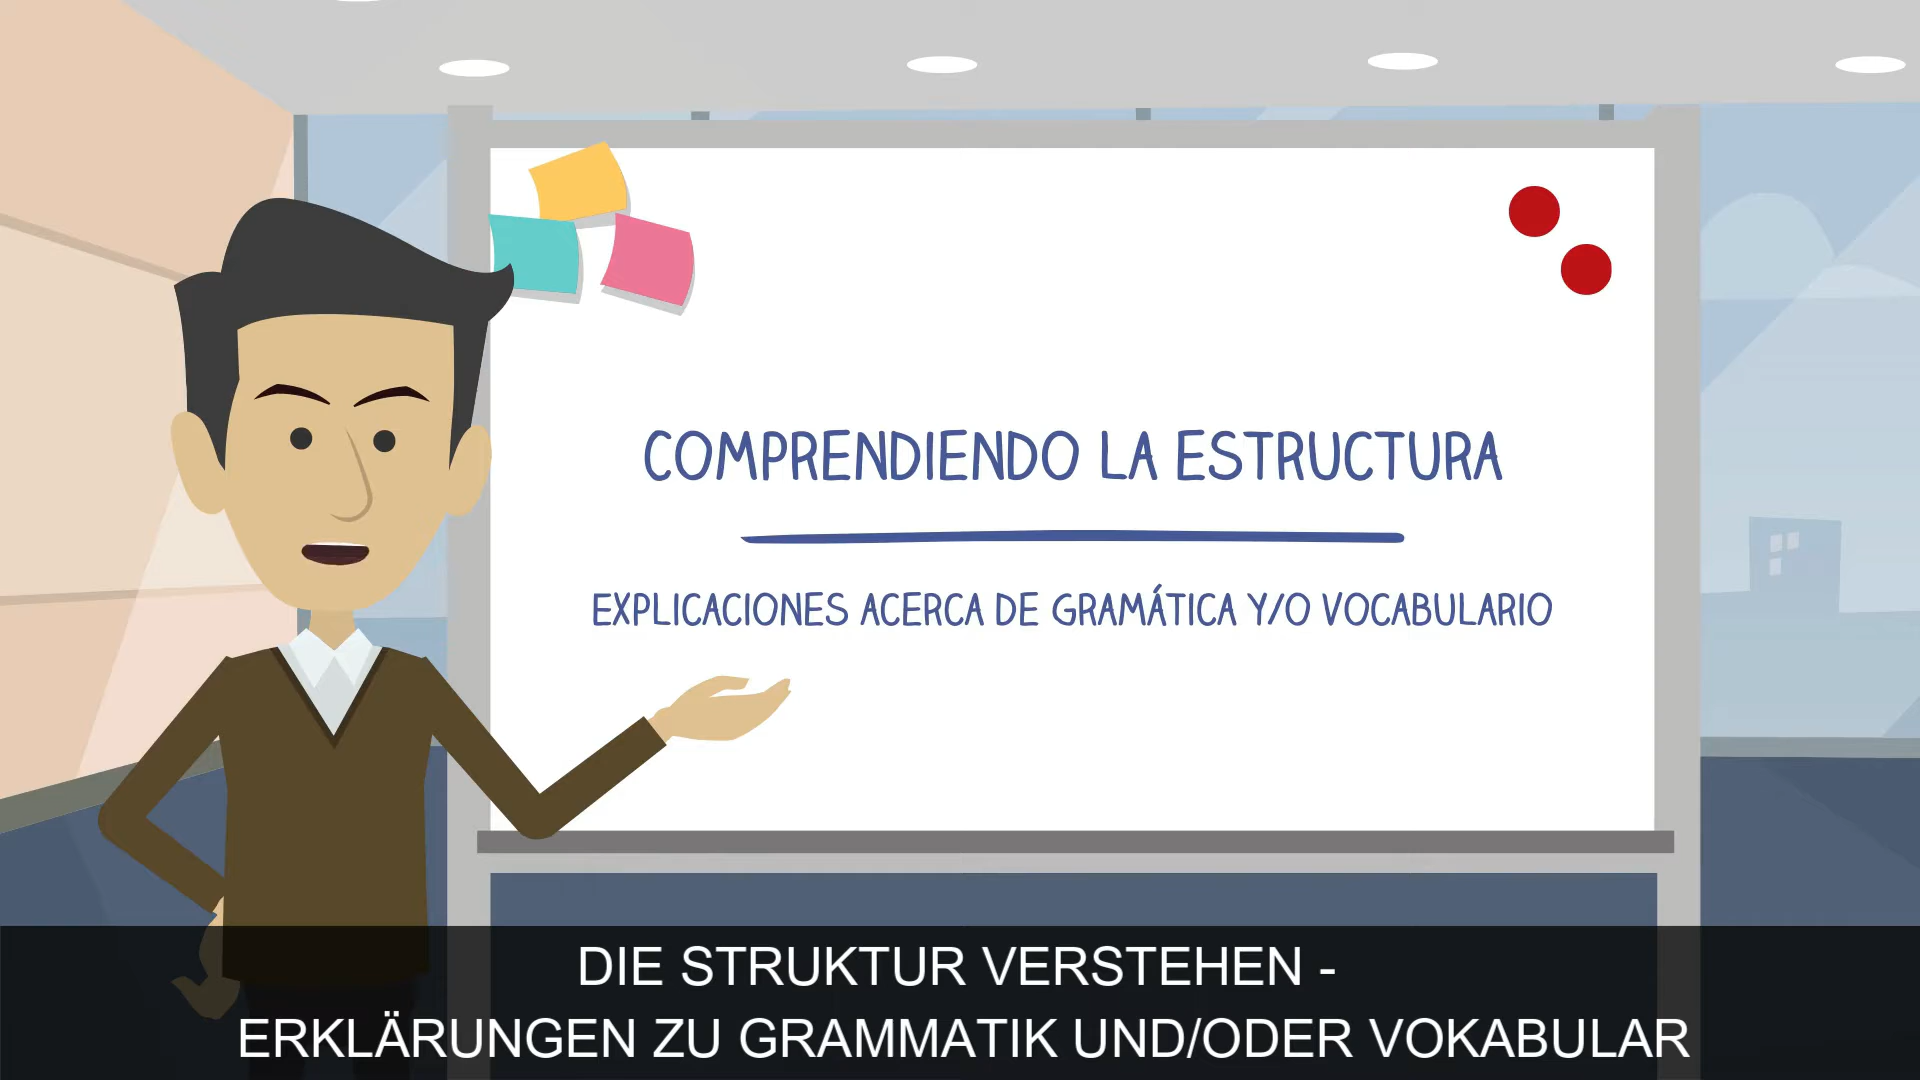 COMPRENDIENDO LA ESTRUCTURA
EXPLICACIONES ACERCA DE GRAMÁTICA Y/O VOCABULARIO
DIE STRUKTUR VERSTEHEN -
ERKLÄRUNGEN ZU GRAMMATIK UND/ODER VOKABULAR